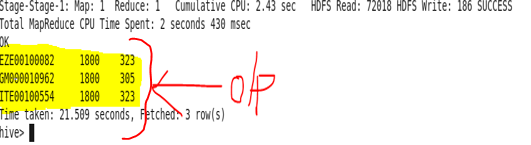 Stage-Stage-1: Map: 1 Reduce: 1 Cumulative CPU: 2.43 sec HDFS Read: 72018 HDFS Write: 186 SUCCESS
Total MapReduce CPU Time Spent: 2 seconds 430 msec
OK
EZE00100082 1800 323
GM000010962 1800 305
ITE00100554 1800 323
O/P
Time taken: 21.509 seconds, Fetched: 3 row(s)
hive>